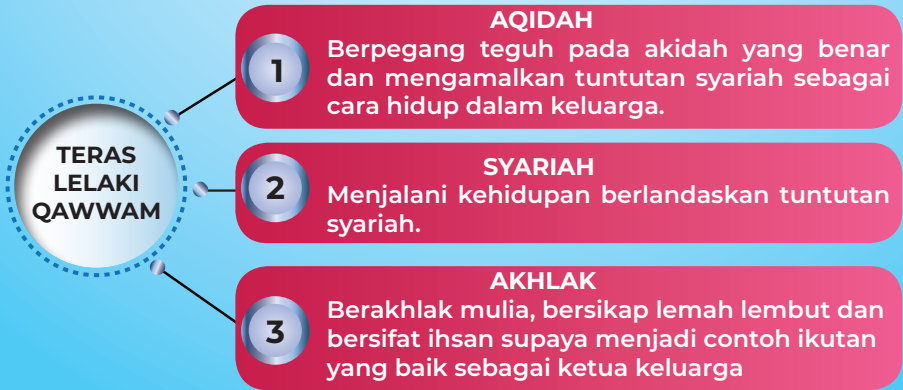 TERAS
LELAKI
QAWWAM
1
AQIDAH
Berpegang teguh pada akidah yang benar
dan mengamalkan tuntutan syariah sebagai
cara hidup dalam keluarga.
2
SYARIAH
Menjalani kehidupan berlandaskan tuntutan
syariah.
3
AKHLAK
Berakhlak mulia, bersikap lemah lembut dan
bersifat ihsan supaya menjadi contoh ikutan
yang baik sebagai ketua keluarga